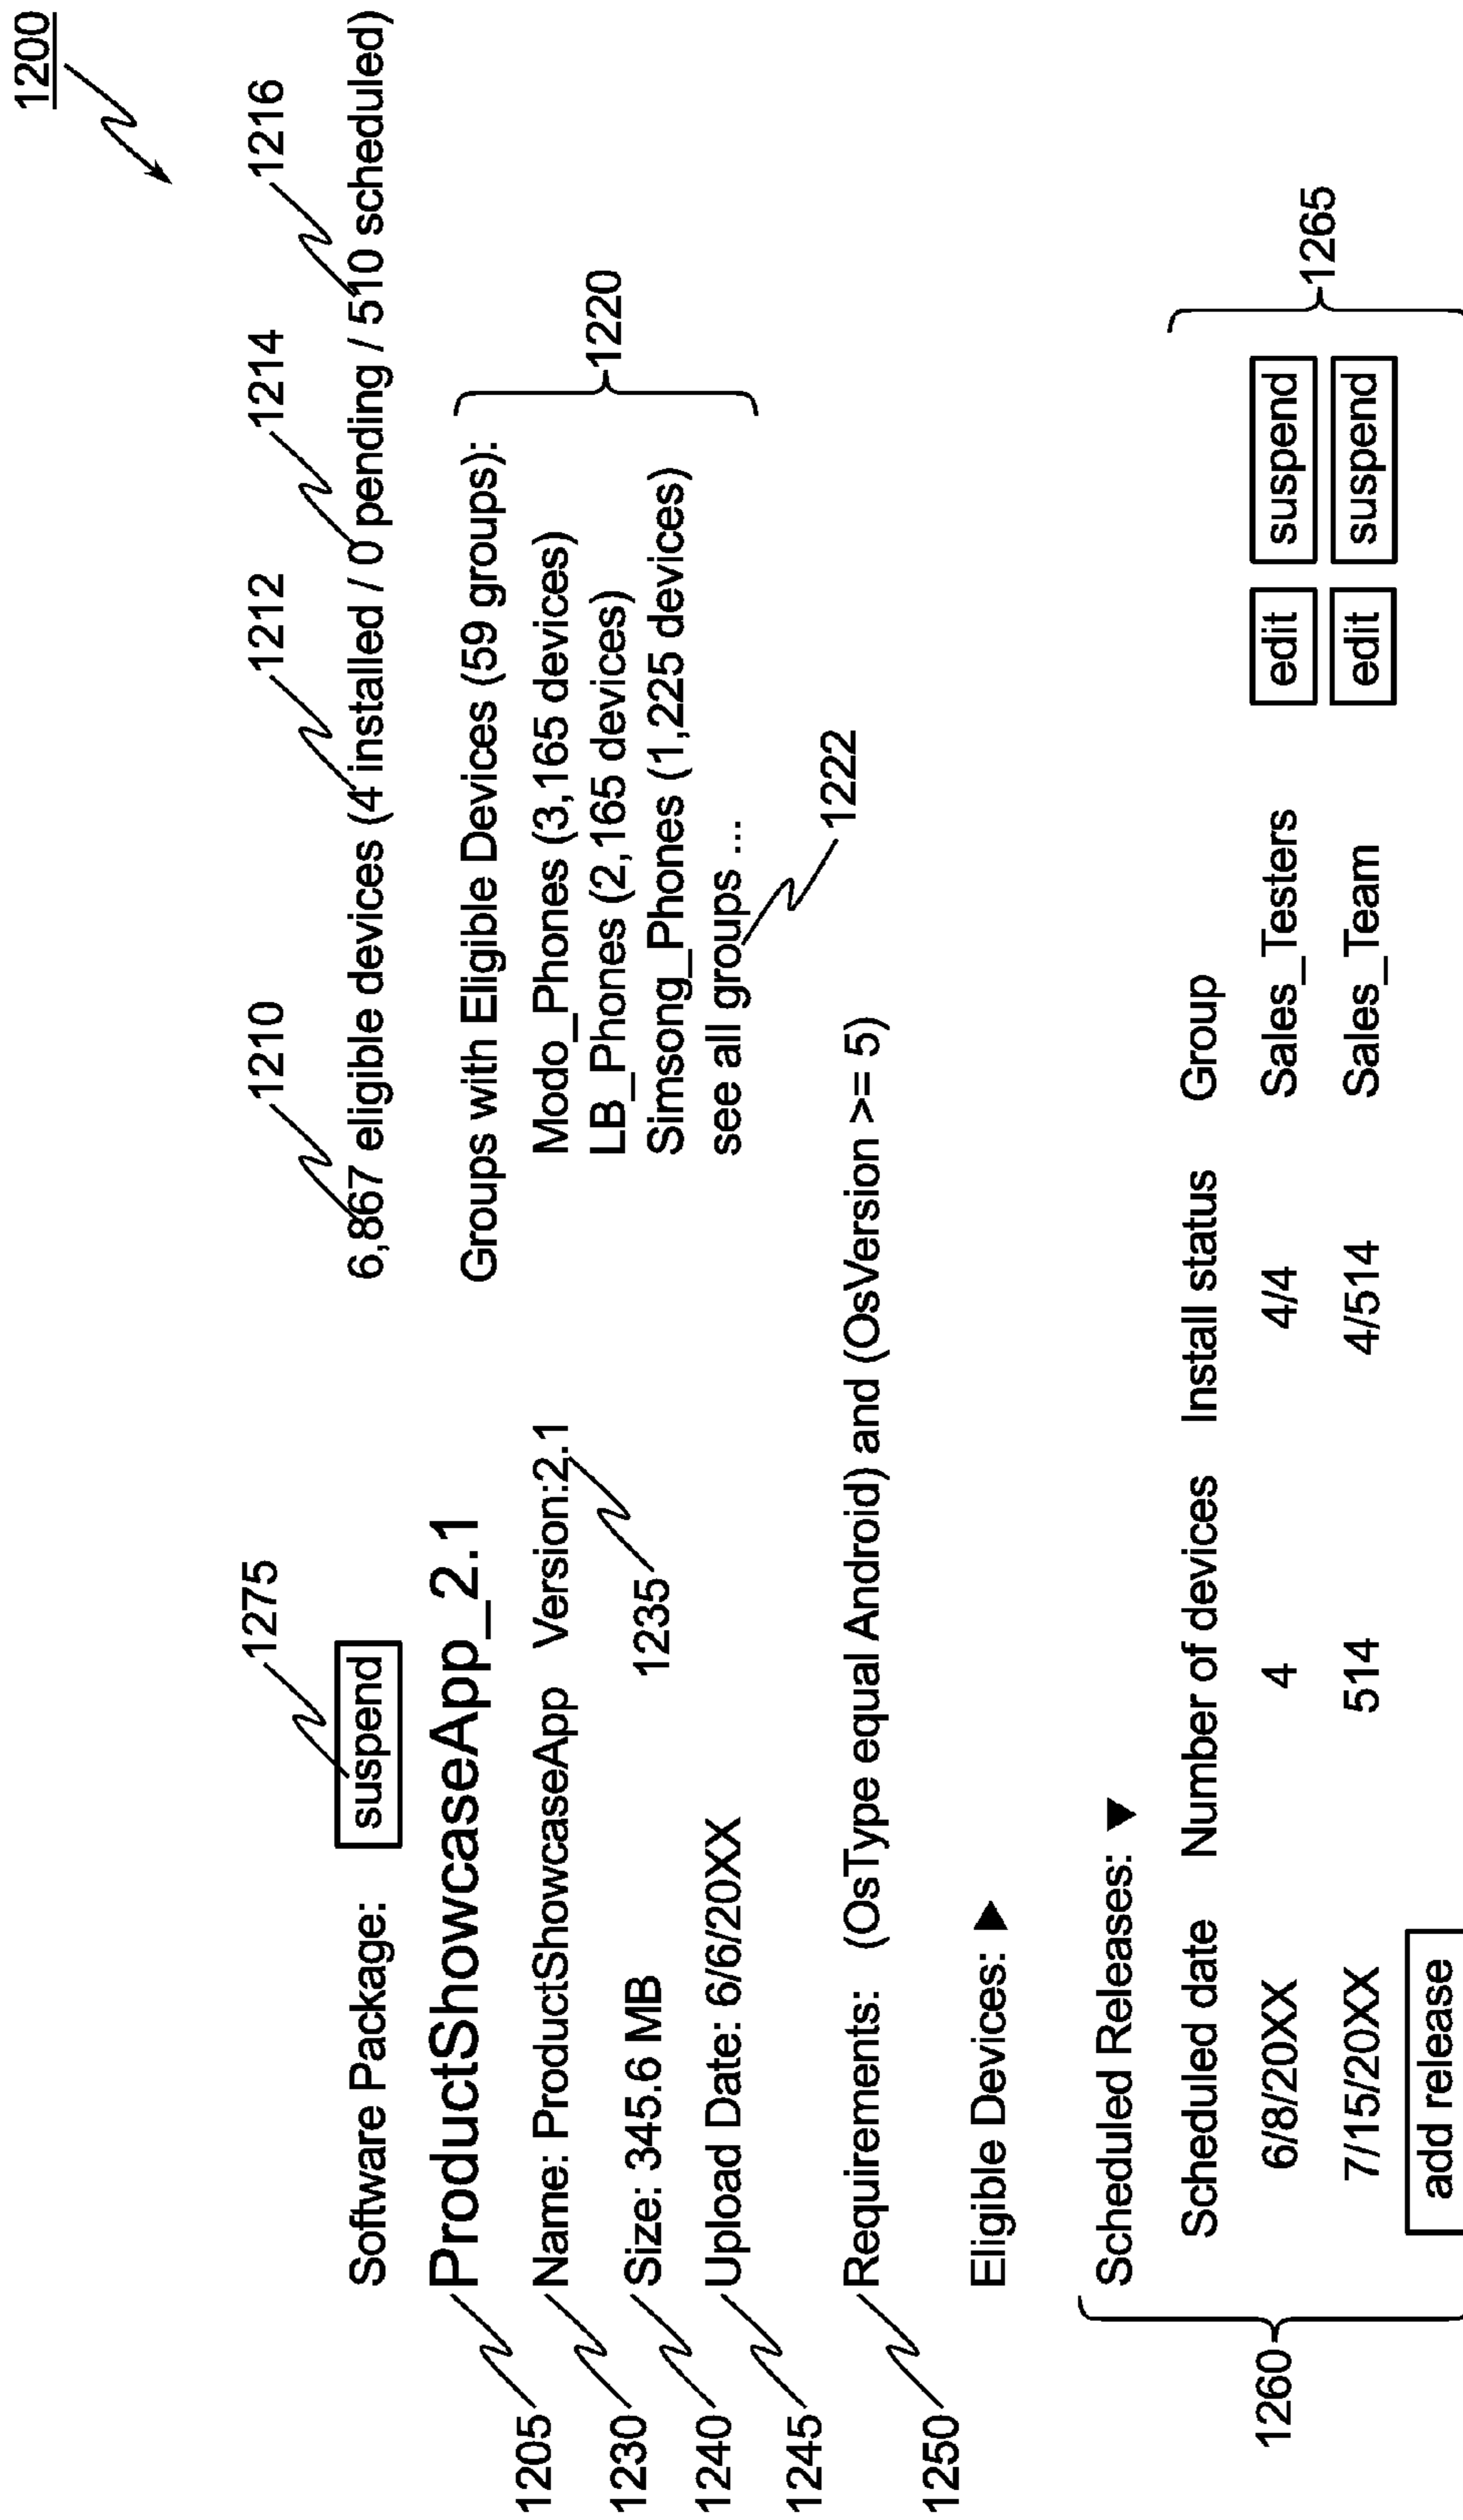 1200
1275
1210
1212
1214
1216
Software Package:
suspend
6,867 eligible devices (4 installed / 0 pending / 510 scheduled)
1205
ProductShowcaseApp_2.1
Groups with Eligible Devices (59 groups):
1230
Name: ProductShowcaseApp Version:2.1
Modo_Phones (3,165 devices)
1220
LB_Phones (2,165 devices)
1240
Size: 345.6 MB
1235
Simsong_Phones (1,225 devices)
1245
Upload Date: 6/6/20XX
see all groups ...
1222
1250
Requirements: (OsType equal Android) and (OsVersion >= 5)
Eligible Devices:
Scheduled Releases:
1260
Scheduled date Number of devices Install status Group
6/8/20XX 4 4/4 Sales_Testers edit suspend
1265
7/15/20XX 514 4/514 Sales_Team edit suspend
add release